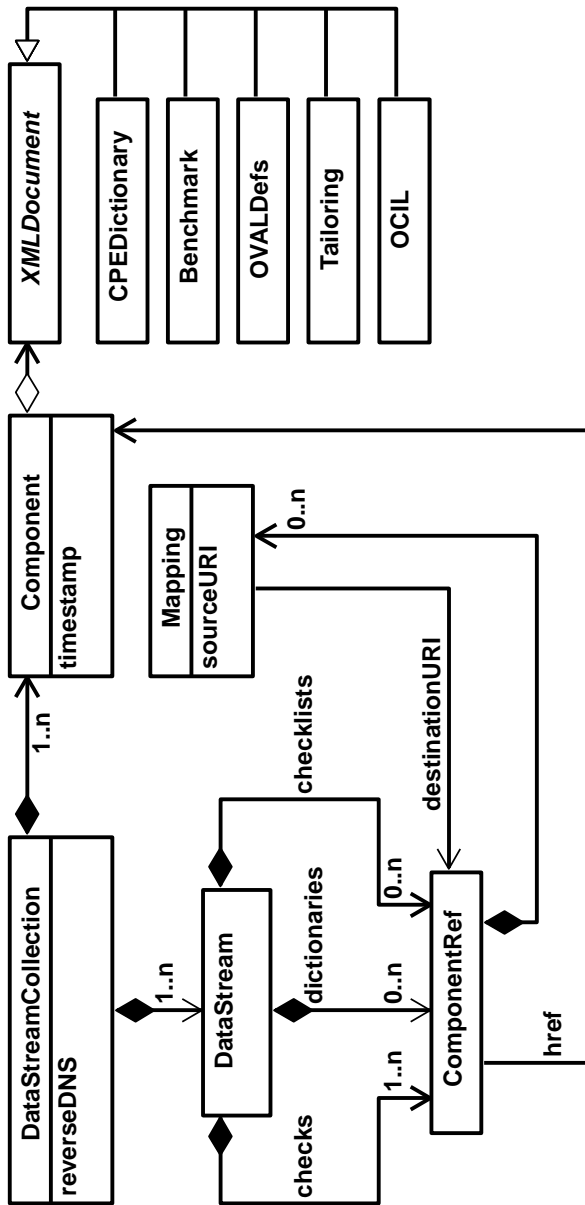 DataStreamCollection
reverseDNS
1..n
Component
timestamp
XMLDocument
CPEDictionary
Benchmark
OVALDefs
Tailoring
OCIL
Mapping
sourceURI
0..n
1..n
DataStream
checks
dictionaries
checklists
destinationURI
1..n
0..n
0..n
ComponentRef
href